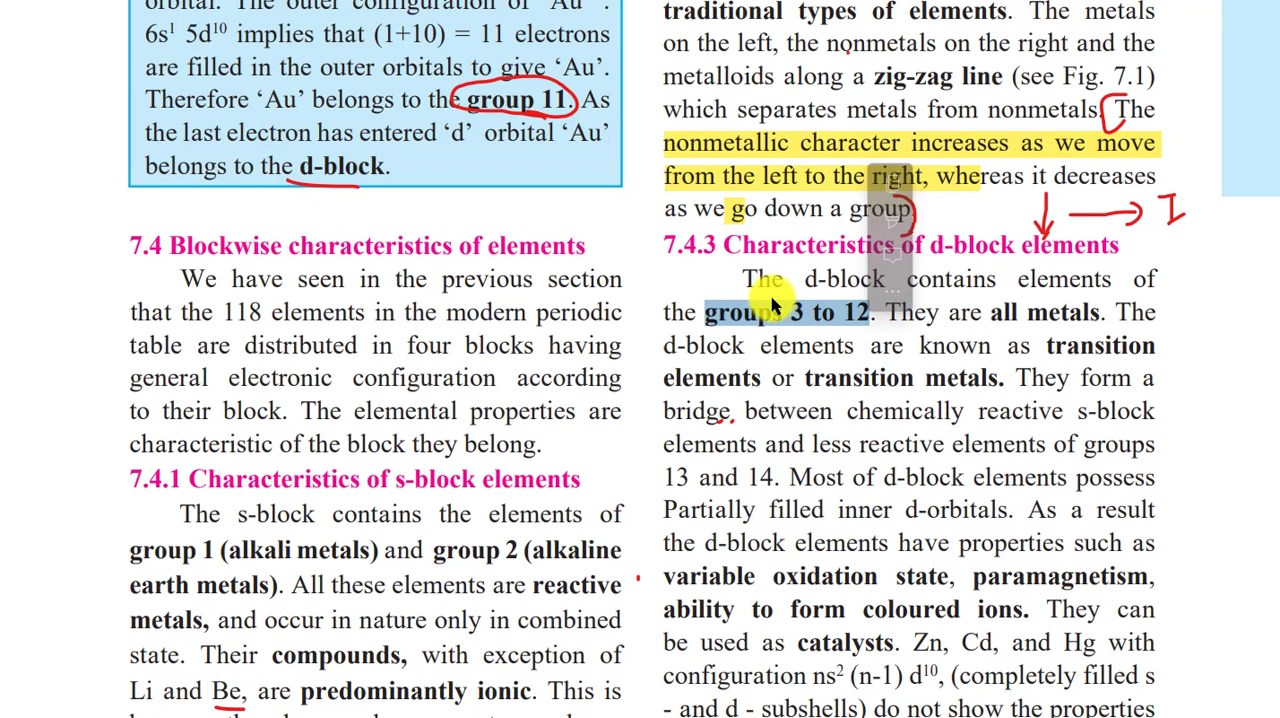 orbital. The outer configuration of 'Au' :
6s¹ 5d¹⁰ implies that (1+10) = 11 electrons
are filled in the outer orbitals to give 'Au'.
Therefore 'Au' belongs to the group 11. As
the last electron has entered 'd' orbital 'Au'
belongs to the d-block.
7.4 Blockwise characteristics of elements
We have seen in the previous section
that the 118 elements in the modern periodic
table are distributed in four blocks having
general electronic configuration according
to their block. The elemental properties are
characteristic of the block they belong.
7.4.1 Characteristics of s-block elements
The s-block contains the elements of
group 1 (alkali metals) and group 2 (alkaline
earth metals). All these elements are reactive
metals, and occur in nature only in combined
state. Their compounds, with exception of
Li and Be, are predominantly ionic. This is
traditional types of elements. The metals
on the left, the nonmetals on the right and the
metalloids along a zig-zag line (see Fig. 7.1)
which separates metals from nonmetals. The
nonmetallic character increases as we move
from the left to the right, whereas it decreases
as we go down a group.
I
7.4.3 Characteristics of d-block elements
The d-block contains elements of
the groups 3 to 12. They are all metals. The
d-block elements are known as transition
elements or transition metals. They form a
bridge between chemically reactive s-block
elements and less reactive elements of groups
13 and 14. Most of d-block elements possess
Partially filled inner d-orbitals. As a result
the d-block elements have properties such as
variable oxidation state, paramagnetism,
ability to form coloured ions. They can
be used as catalysts. Zn, Cd, and Hg with
configuration ns² (n-1) d¹⁰, (completely filled s
- and d - subshells) do not show the properties